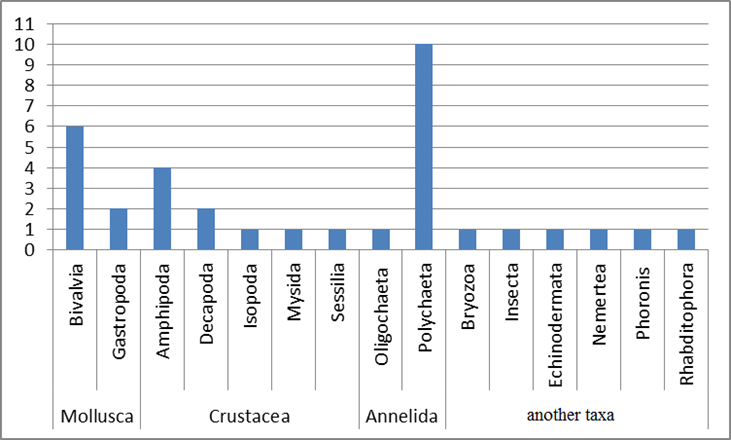 11
10
9
8
7
6
5
4
3
2
1
0
Bivalvia
Gastropoda
Amphipoda
Decapoda
Isopoda
Mysida
Sessilia
Oligochaeta
Polychaeta
Bryozoa
Insecta
Echinodermata
Nemertea
Phoronis
Rhabditophora
Mollusca
Crustacea
Annelida
another taxa